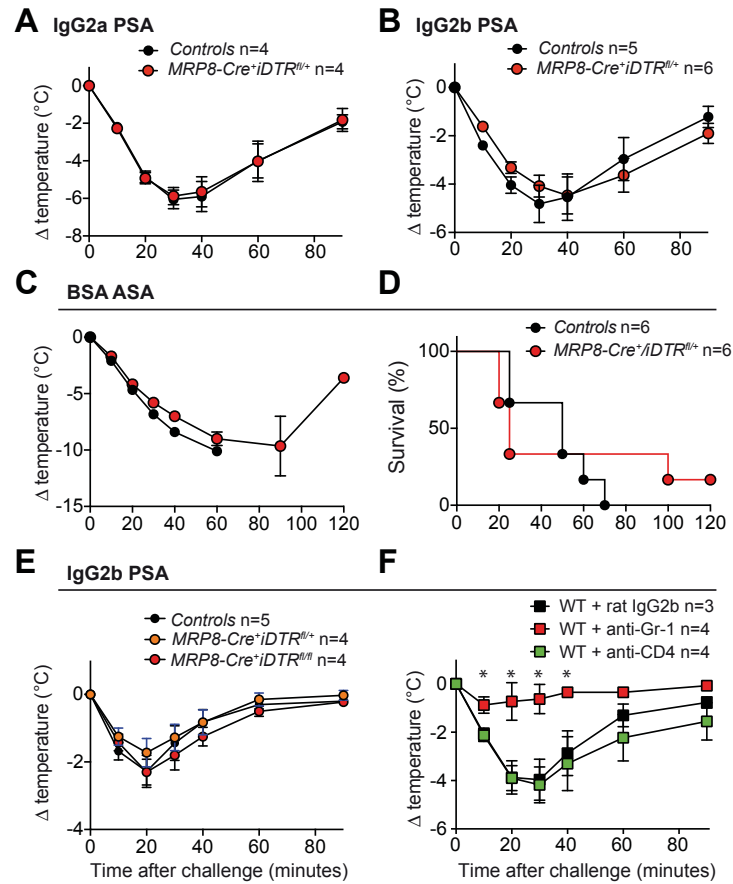 A IgG2a PSA
Controls n=4
MRP8-Cre⁺iDTRᶠˡ/⁺ n=4
Δ temperature (°C)
0
-2
-4
-6
-8
0 20 40 60 80
B IgG2b PSA
Controls n=5
MRP8-Cre⁺iDTRᶠˡ/⁺ n=6
Δ temperature (°C)
0
-2
-4
-6
0 20 40 60 80
C BSA ASA
Δ temperature (°C)
0
-5
-10
-15
0 20 40 60 80 100 120
D
Controls n=6
MRP8-Cre⁺/iDTRᶠˡ/⁺ n=6
Survival (%)
100
50
0
0 20 40 60 80 100 120
E IgG2b PSA
Controls n=5
MRP8-Cre⁺iDTRᶠˡ/⁺ n=4
MRP8-Cre⁺iDTRᶠˡ/ᶠˡ n=4
Δ temperature (°C)
0
-2
-4
0 20 40 60 80
Time after challenge (minutes)
F
WT + rat IgG2b n=3
WT + anti-Gr-1 n=4
WT + anti-CD4 n=4
* * * *
Δ temperature (°C)
0
-2
-4
-6
0 20 40 60 80
Time after challenge (minutes)